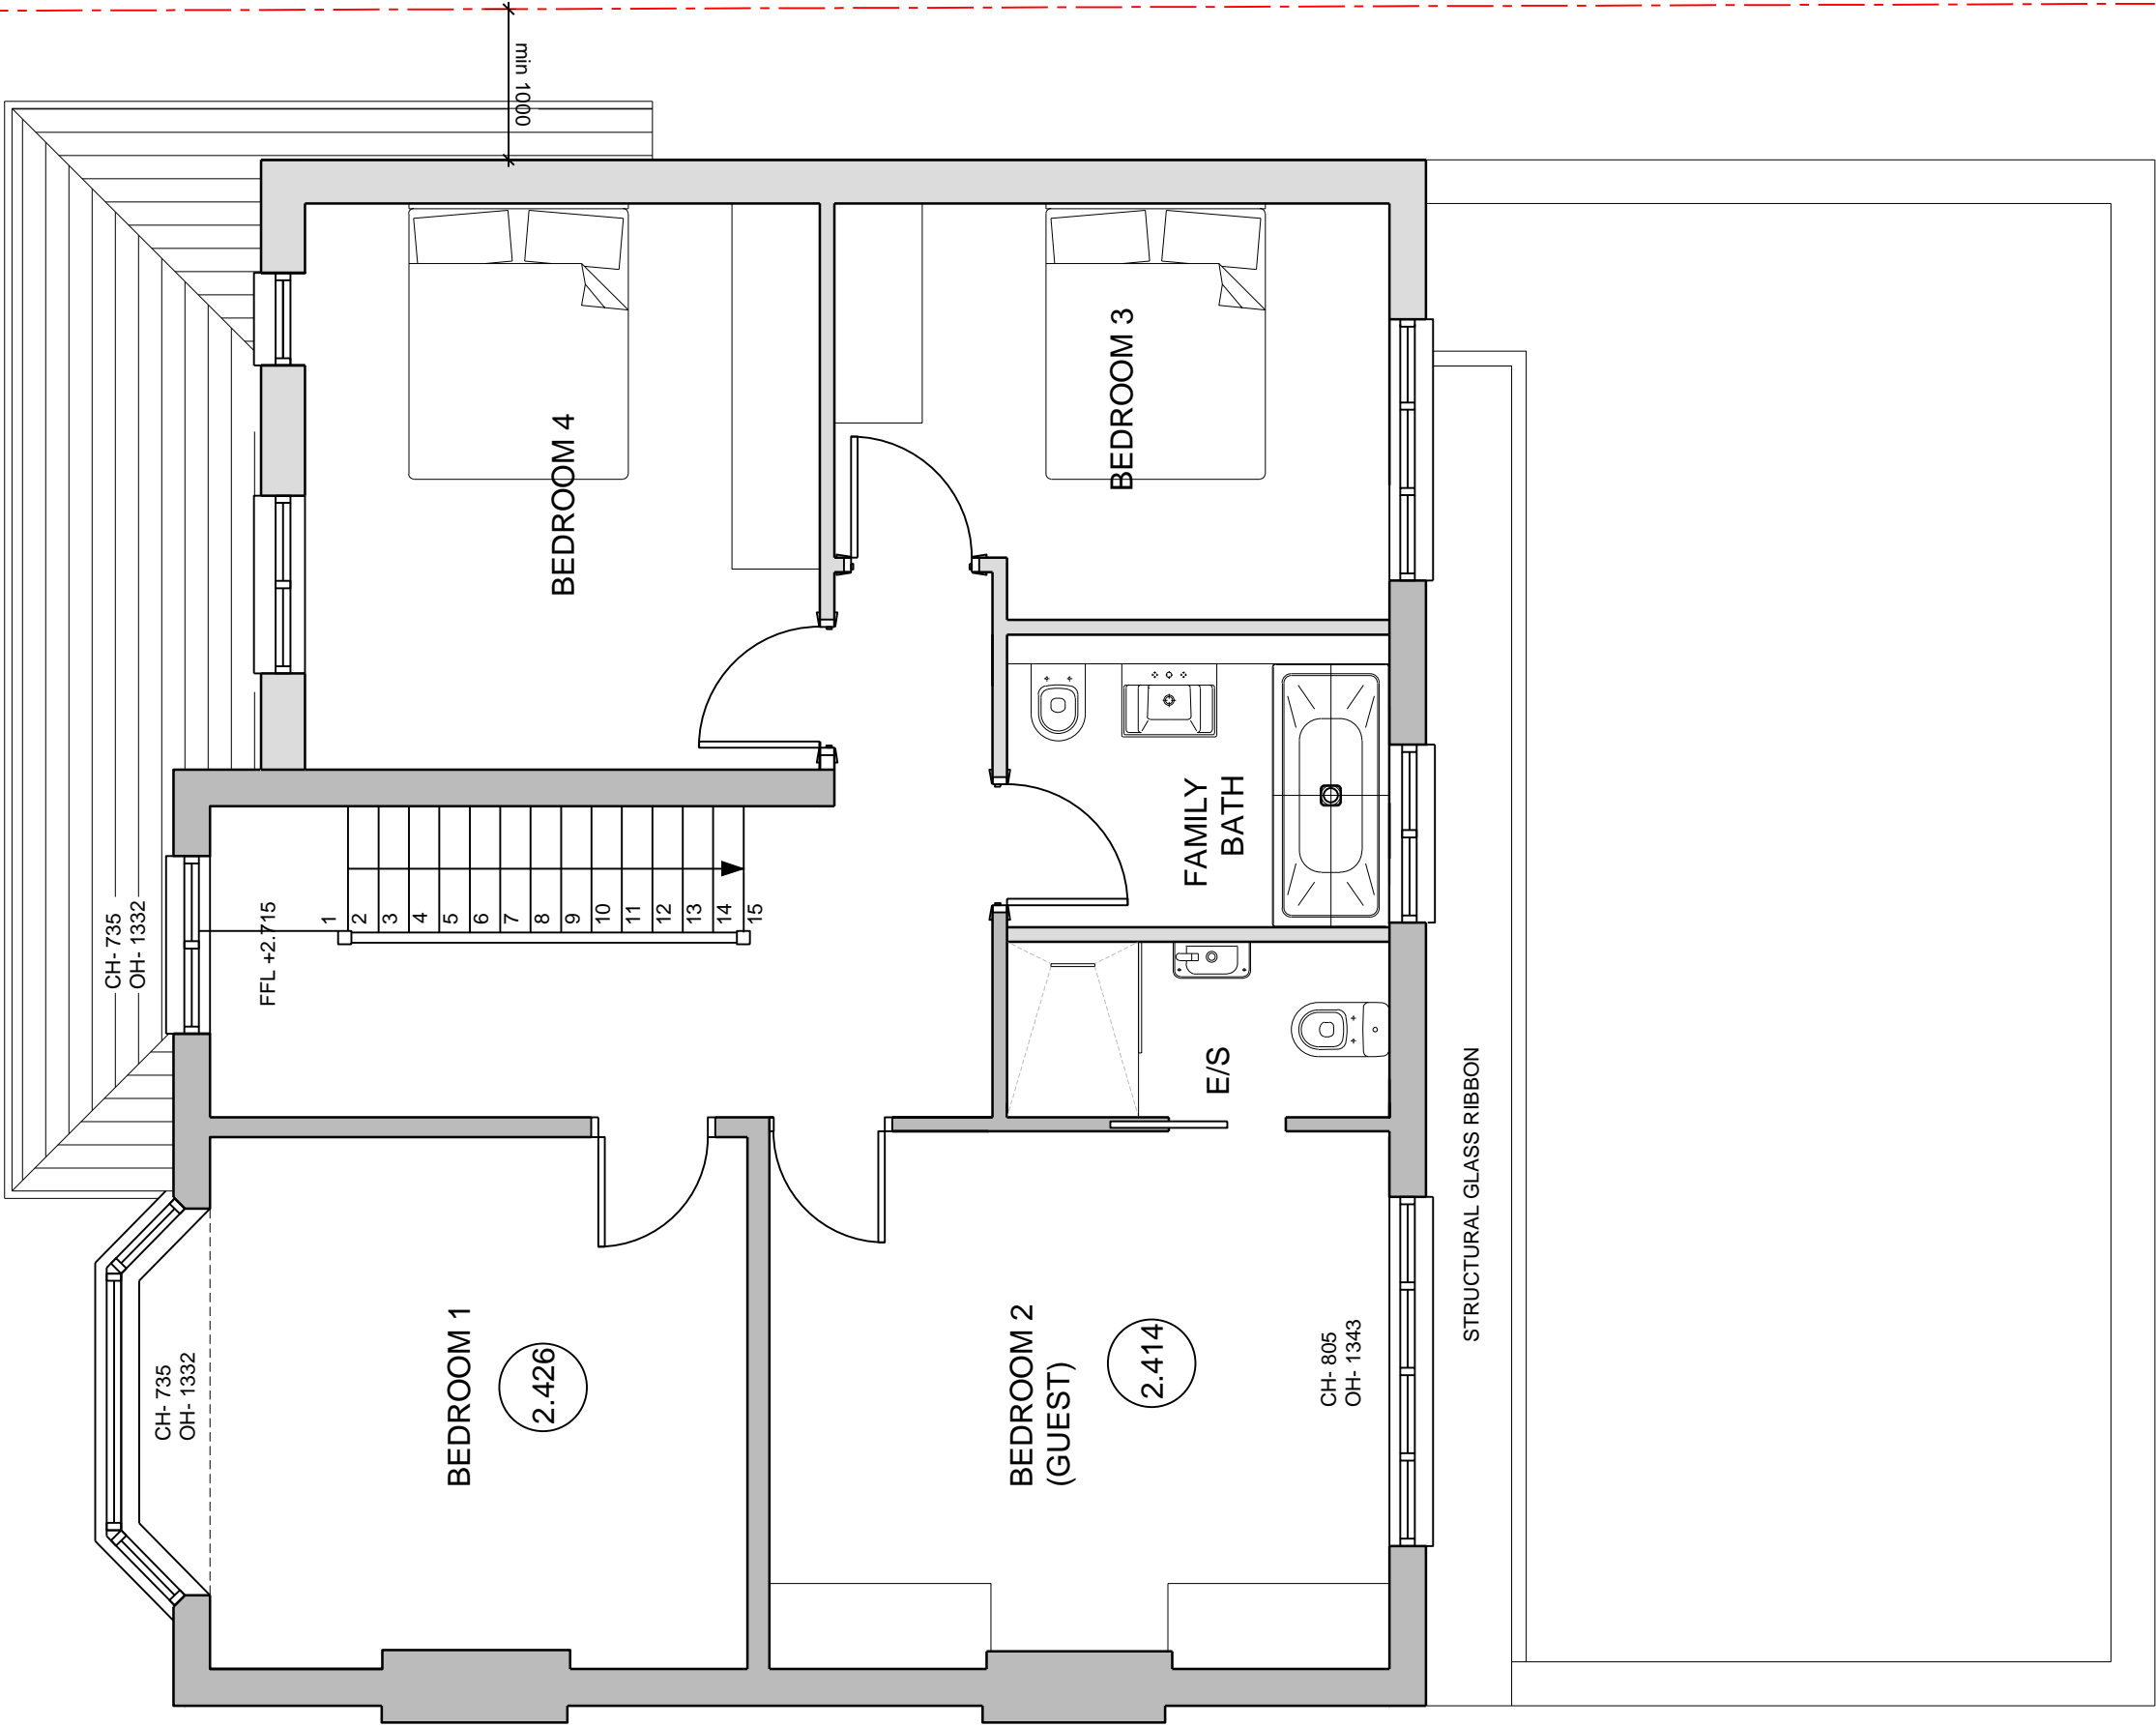 min 1000
BEDROOM 4
BEDROOM 3
FAMILY
BATH
CH- 735
OH- 1332
FFL +2.715
1
2
3
4
5
6
7
8
9
10
11
12
13
14
15
E/S
STRUCTURAL GLASS RIBBON
CH- 735
OH- 1332
BEDROOM 1
2.426
BEDROOM 2
(GUEST)
2.414
CH- 805
OH- 1343